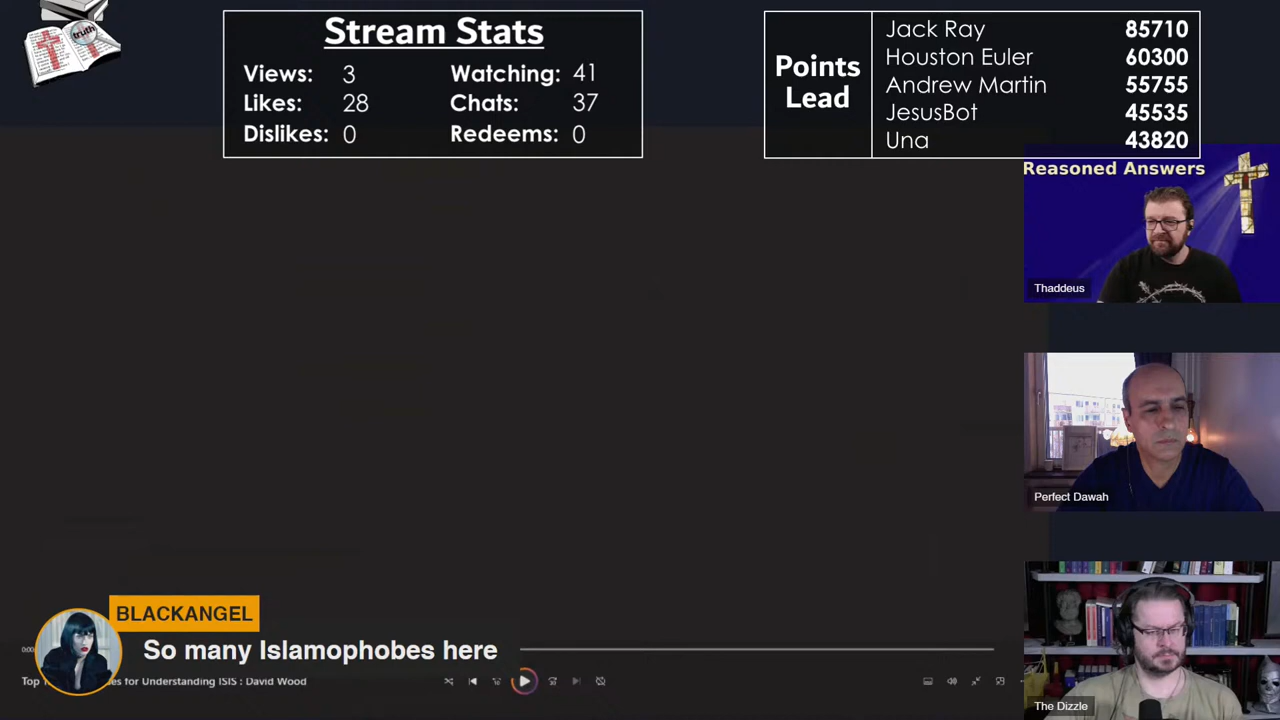 truth
Stream Stats
Views: 3
Watching: 41
Likes: 28
Chats: 37
Dislikes: 0
Redeems: 0
Points
Lead
Jack Ray 85710
Houston Euler 60300
Andrew Martin 55755
JesusBot 45535
Una 43820
Reasoned Answers
Thaddeus
Perfect Dawah
The Dizzle
BLACKANGEL
So many Islamophobes here
Top for Understanding ISIS : David Wood